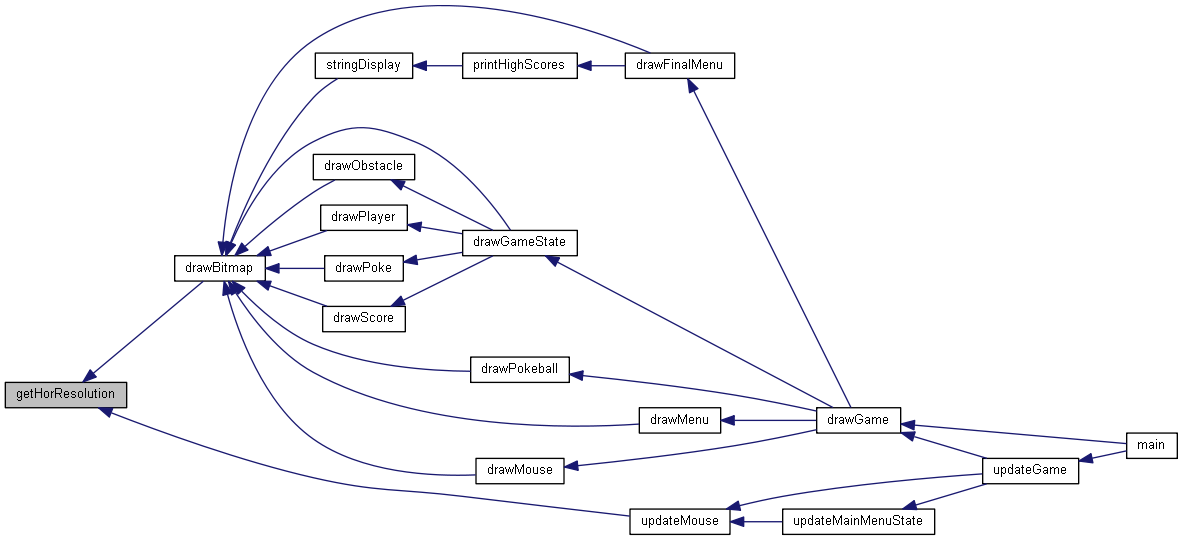 stringDisplay
printHighScores
drawFinalMenu
drawObstacle
drawPlayer
drawGameState
drawBitmap
drawPoke
drawScore
drawPokeball
getHorResolution
drawMenu
drawGame
main
drawMouse
updateGame
updateMouse
updateMainMenuState